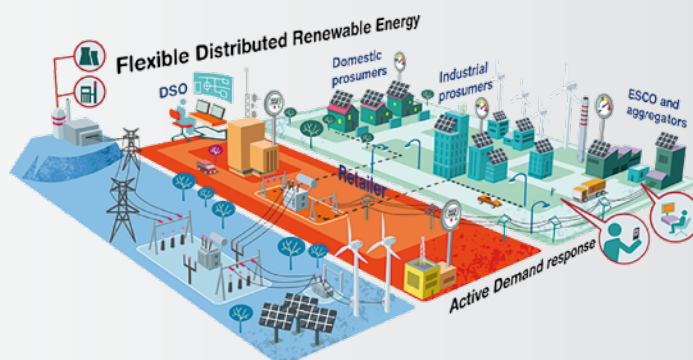 Flexible Distributed Renewable Energy
DSO
Domestic
prosumers
Industrial
prosumers
ESCO and
aggregators
Retailer
Active Demand response